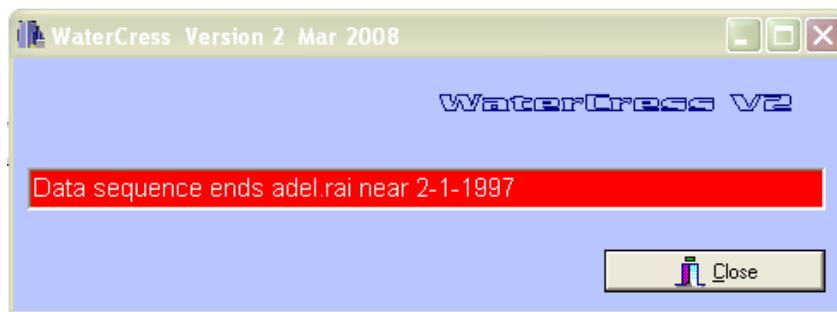 WaterCress Version 2 Mar 2008
WaterCress V2
Data sequence ends adel.rai near 2-1-1997
Close